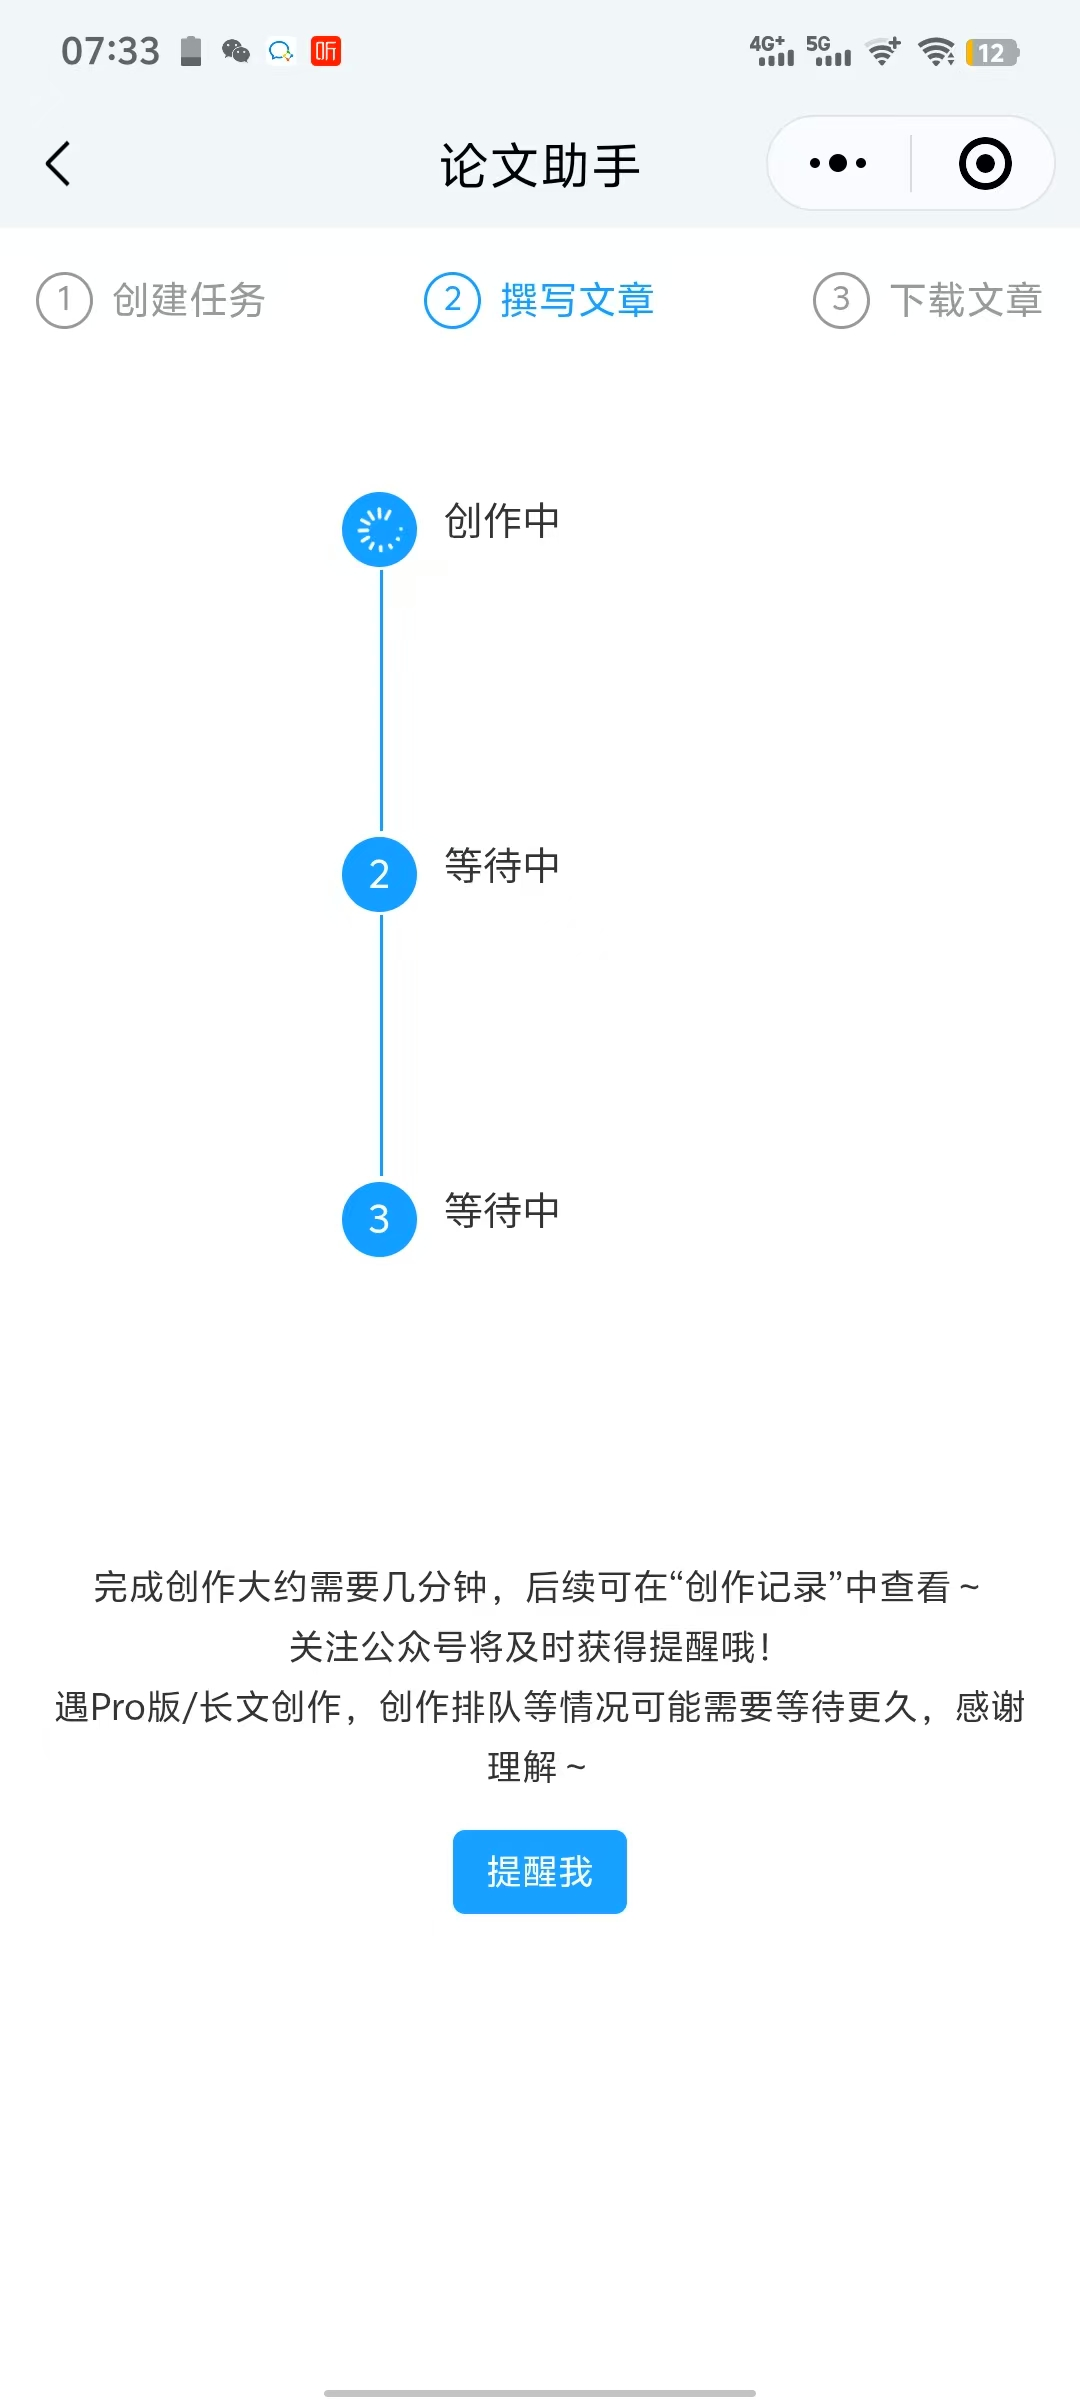 07:33 听 4G+ 5G 12
论文助手
1 创建任务 2 撰写文章 3 下载文章
创作中
2 等待中
3 等待中
完成创作大约需要几分钟，后续可在“创作记录”中查看~
关注公众号将及时获得提醒哦！
遇Pro版/长文创作，创作排队等情况可能需要等待更久，感谢
理解~
提醒我